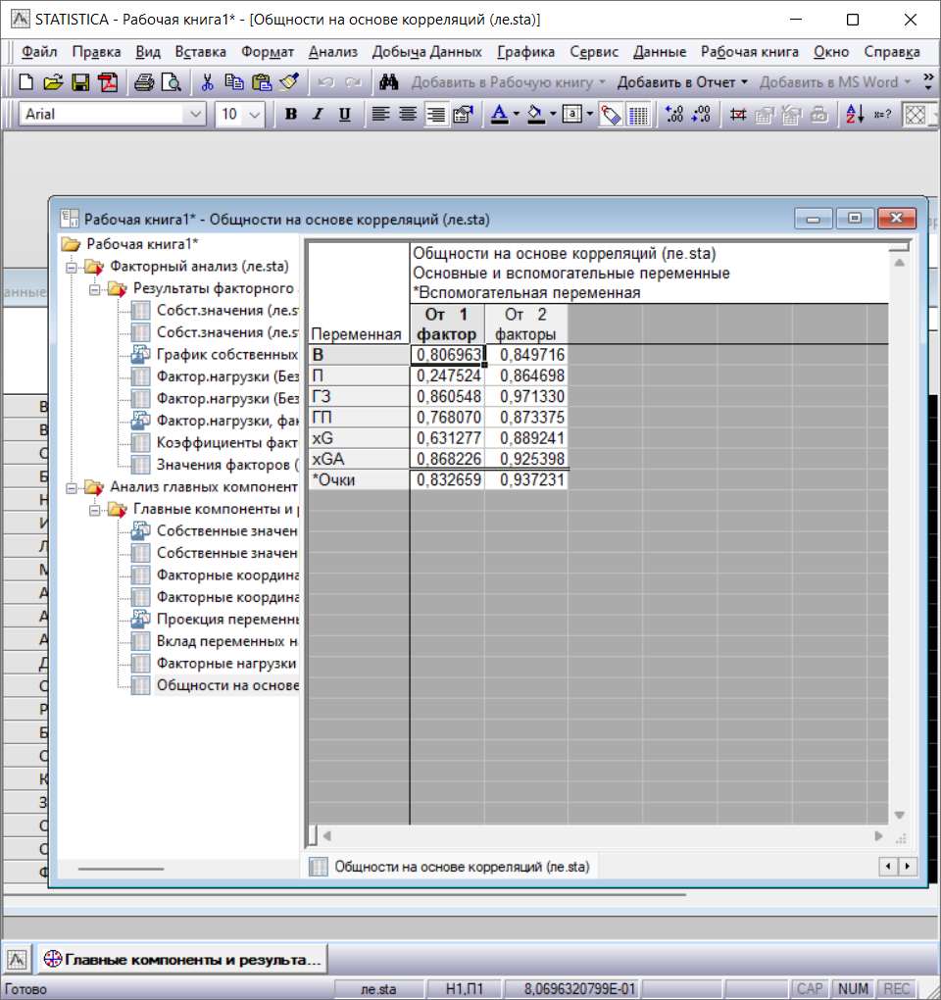 STATISTICA - Рабочая книга1* - [Общности на основе корреляций (ле.sta)]
Файл Правка Вид Вставка Формат Анализ Добыча Данных Графика Сервис Данные Рабочая книга Окно Справка
Добавить в Рабочую книгу Добавить в Отчет Добавить в MS Word
Arial 10 B I U
Рабочая книга1* - Общности на основе корреляций (ле.sta)
Рабочая книга1*
Факторный анализ (ле.sta)
Результаты факторного
Собст.значения (ле.s
Собст.значения (ле.s
График собственных
Фактор.нагрузки (Без
Фактор.нагрузки (Без
Фактор.нагрузки, фак
Коэффициенты факт
Значения факторов (
Анализ главных компонент
Главные компоненты и р
Собственные значен
Собственные значен
Факторные координа
Факторные координа
Проекция переменны
Вклад переменных н
Факторные нагрузки
Общности на основе
Общности на основе корреляций (ле.sta)
Основные и вспомогательные переменные
*Вспомогательная переменная
Переменная От 1 фактор От 2 факторы
В 0,806963 0,849716
П 0,247524 0,864698
ГЗ 0,860548 0,971330
ГП 0,768070 0,873375
xG 0,631277 0,889241
xGA 0,868226 0,925398
*Очки 0,832659 0,937231
Общности на основе корреляций (ле.sta)
анные
В
В
С
Б
Н
И
Л
М
А
А
А
Д
С
Р
Б
С
К
З
С
С
Ф
Главные компоненты и результа...
Готово ле.sta Н1,П1 8,0696320799E-01 CAP NUM REC